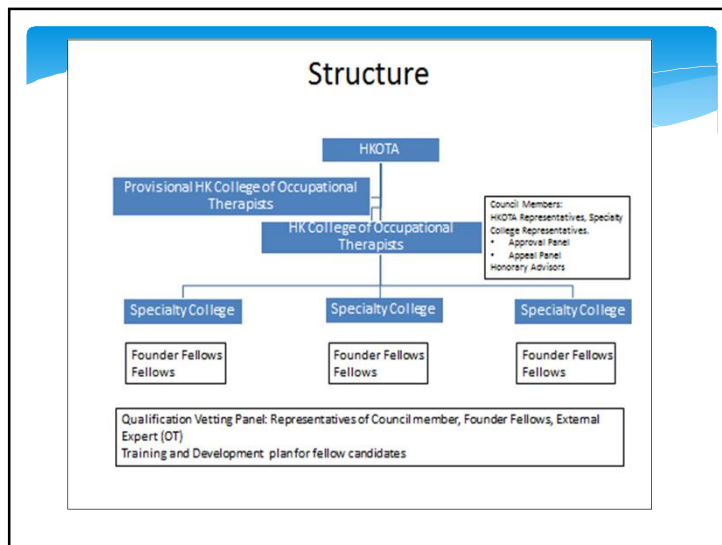 Structure
HKOTA
Provisional HK College of Occupational
Therapists
HK College of Occupational
Therapists
Council Members:
HKOTA Representatives, Specialty
College Representatives.
• Approval Panel
• Appeal Panel
Honorary Advisors
Specialty College
Specialty College
Specialty College
Founder Fellows
Fellows
Founder Fellows
Fellows
Founder Fellows
Fellows
Qualification Vetting Panel: Representatives of Council member, Founder Fellows, External
Expert (OT)
Training and Development plan for fellow candidates